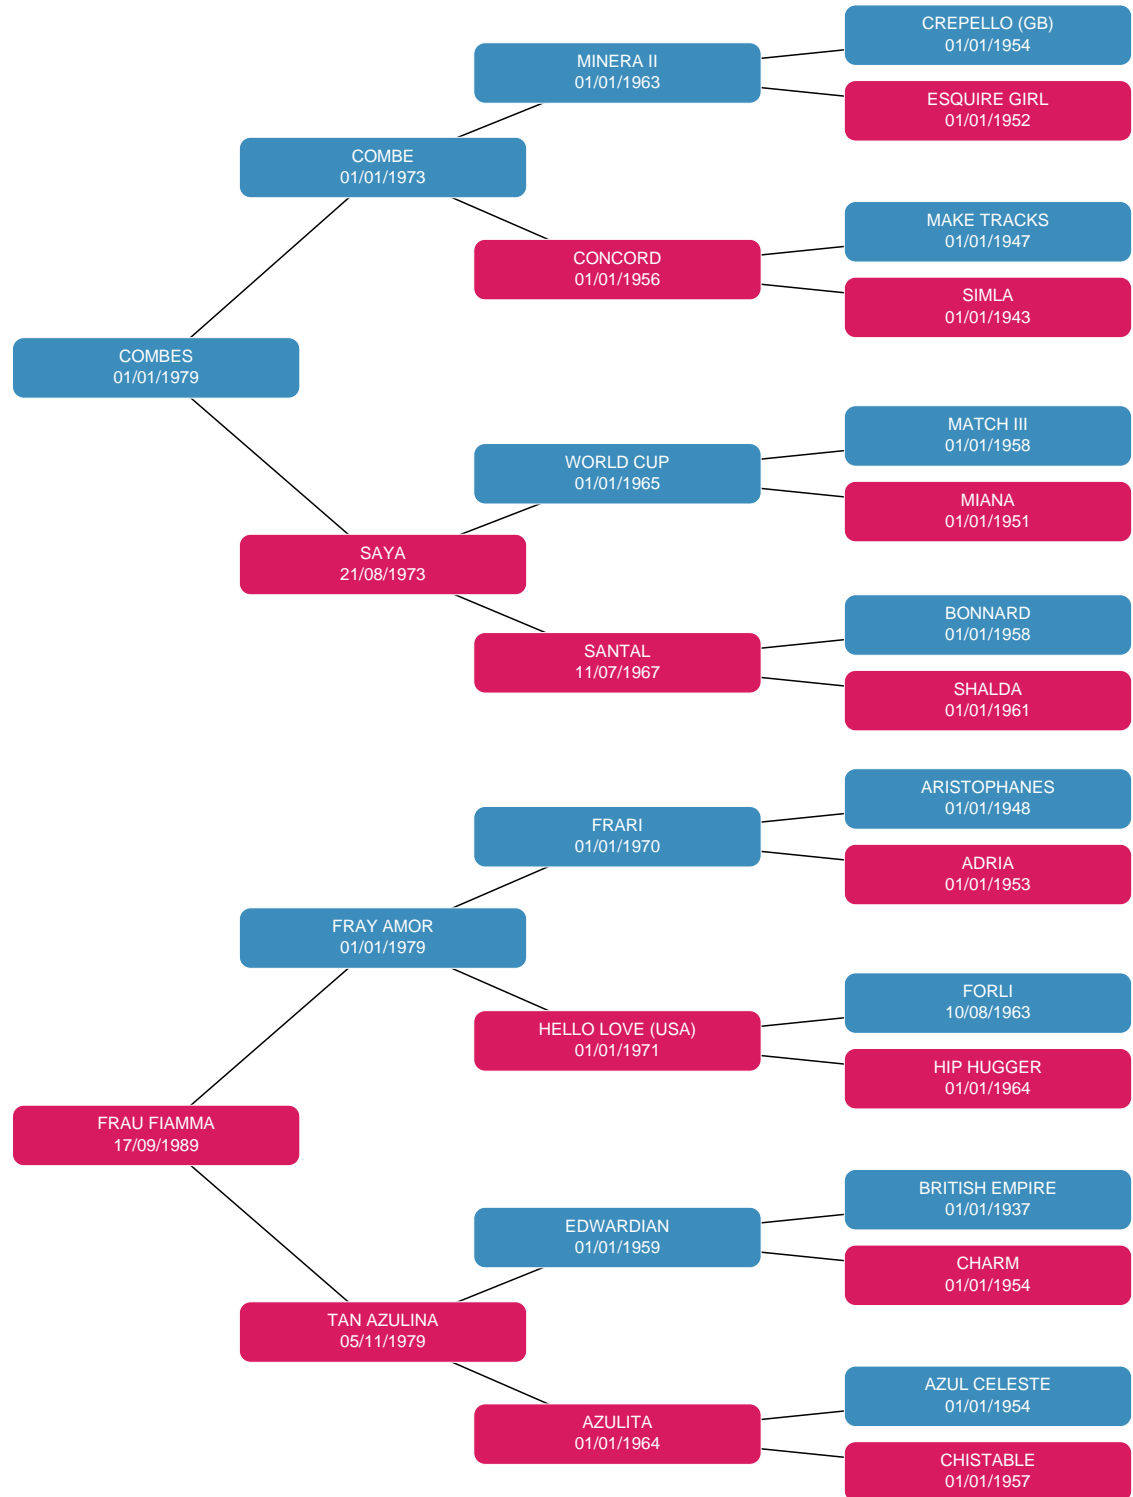 CREPELLO (GB)
01/01/1954
MINERA II
01/01/1963
ESQUIRE GIRL
01/01/1952
COMBE
01/01/1973
MAKE TRACKS
01/01/1947
CONCORD
01/01/1956
SIMLA
01/01/1943
COMBES
01/01/1979
MATCH III
01/01/1958
WORLD CUP
01/01/1965
MIANA
01/01/1951
SAYA
21/08/1973
BONNARD
01/01/1958
SANTAL
11/07/1967
SHALDA
01/01/1961
ARISTOPHANES
01/01/1948
FRARI
01/01/1970
ADRIA
01/01/1953
FRAY AMOR
01/01/1979
FORLI
10/08/1963
HELLO LOVE (USA)
01/01/1971
HIP HUGGER
01/01/1964
FRAU FIAMMA
17/09/1989
BRITISH EMPIRE
01/01/1937
EDWARDIAN
01/01/1959
CHARM
01/01/1954
TAN AZULINA
05/11/1979
AZUL CELESTE
01/01/1954
AZULITA
01/01/1964
CHISTABLE
01/01/1957